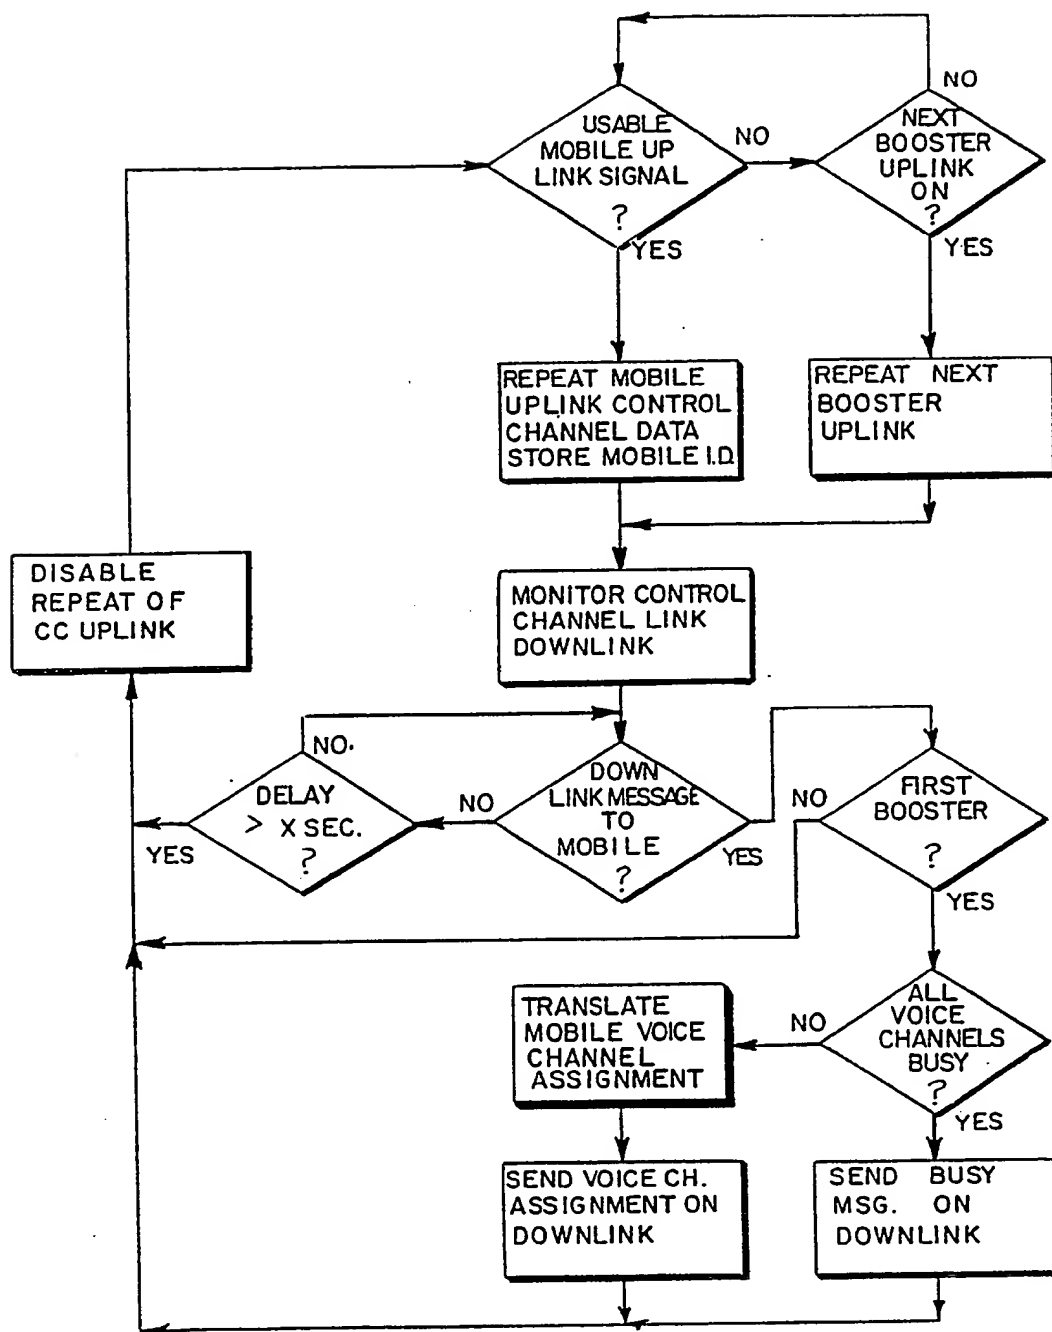 NO
USABLE
MOBILE UP
LINK SIGNAL
?
NO
NEXT
BOOSTER
UPLINK
ON
?
YES
YES
REPEAT MOBILE
UPLINK CONTROL
CHANNEL DATA
STORE MOBILE I.D.
REPEAT NEXT
BOOSTER
UPLINK
DISABLE
REPEAT OF
CC UPLINK
MONITOR CONTROL
CHANNEL LINK
DOWNLINK
NO.
DELAY
> X SEC.
?
YES
NO
DOWN
LINK MESSAGE
TO
MOBILE
?
YES
NO
FIRST
BOOSTER
?
YES
TRANSLATE
MOBILE VOICE
CHANNEL
ASSIGNMENT
NO
ALL
VOICE
CHANNELS
BUSY
?
YES
SEND VOICE CH.
ASSIGNMENT ON
DOWNLINK
SEND BUSY
MSG. ON
DOWNLINK